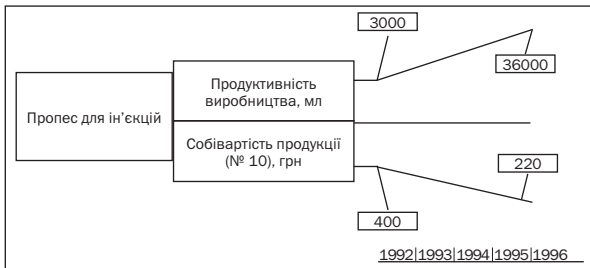 3000
36000
Пропес для ін’єкцій
Продуктивність
виробництва, мл
Собівартість продукції
(№ 10), грн
220
400
1992|1993|1994|1995|1996